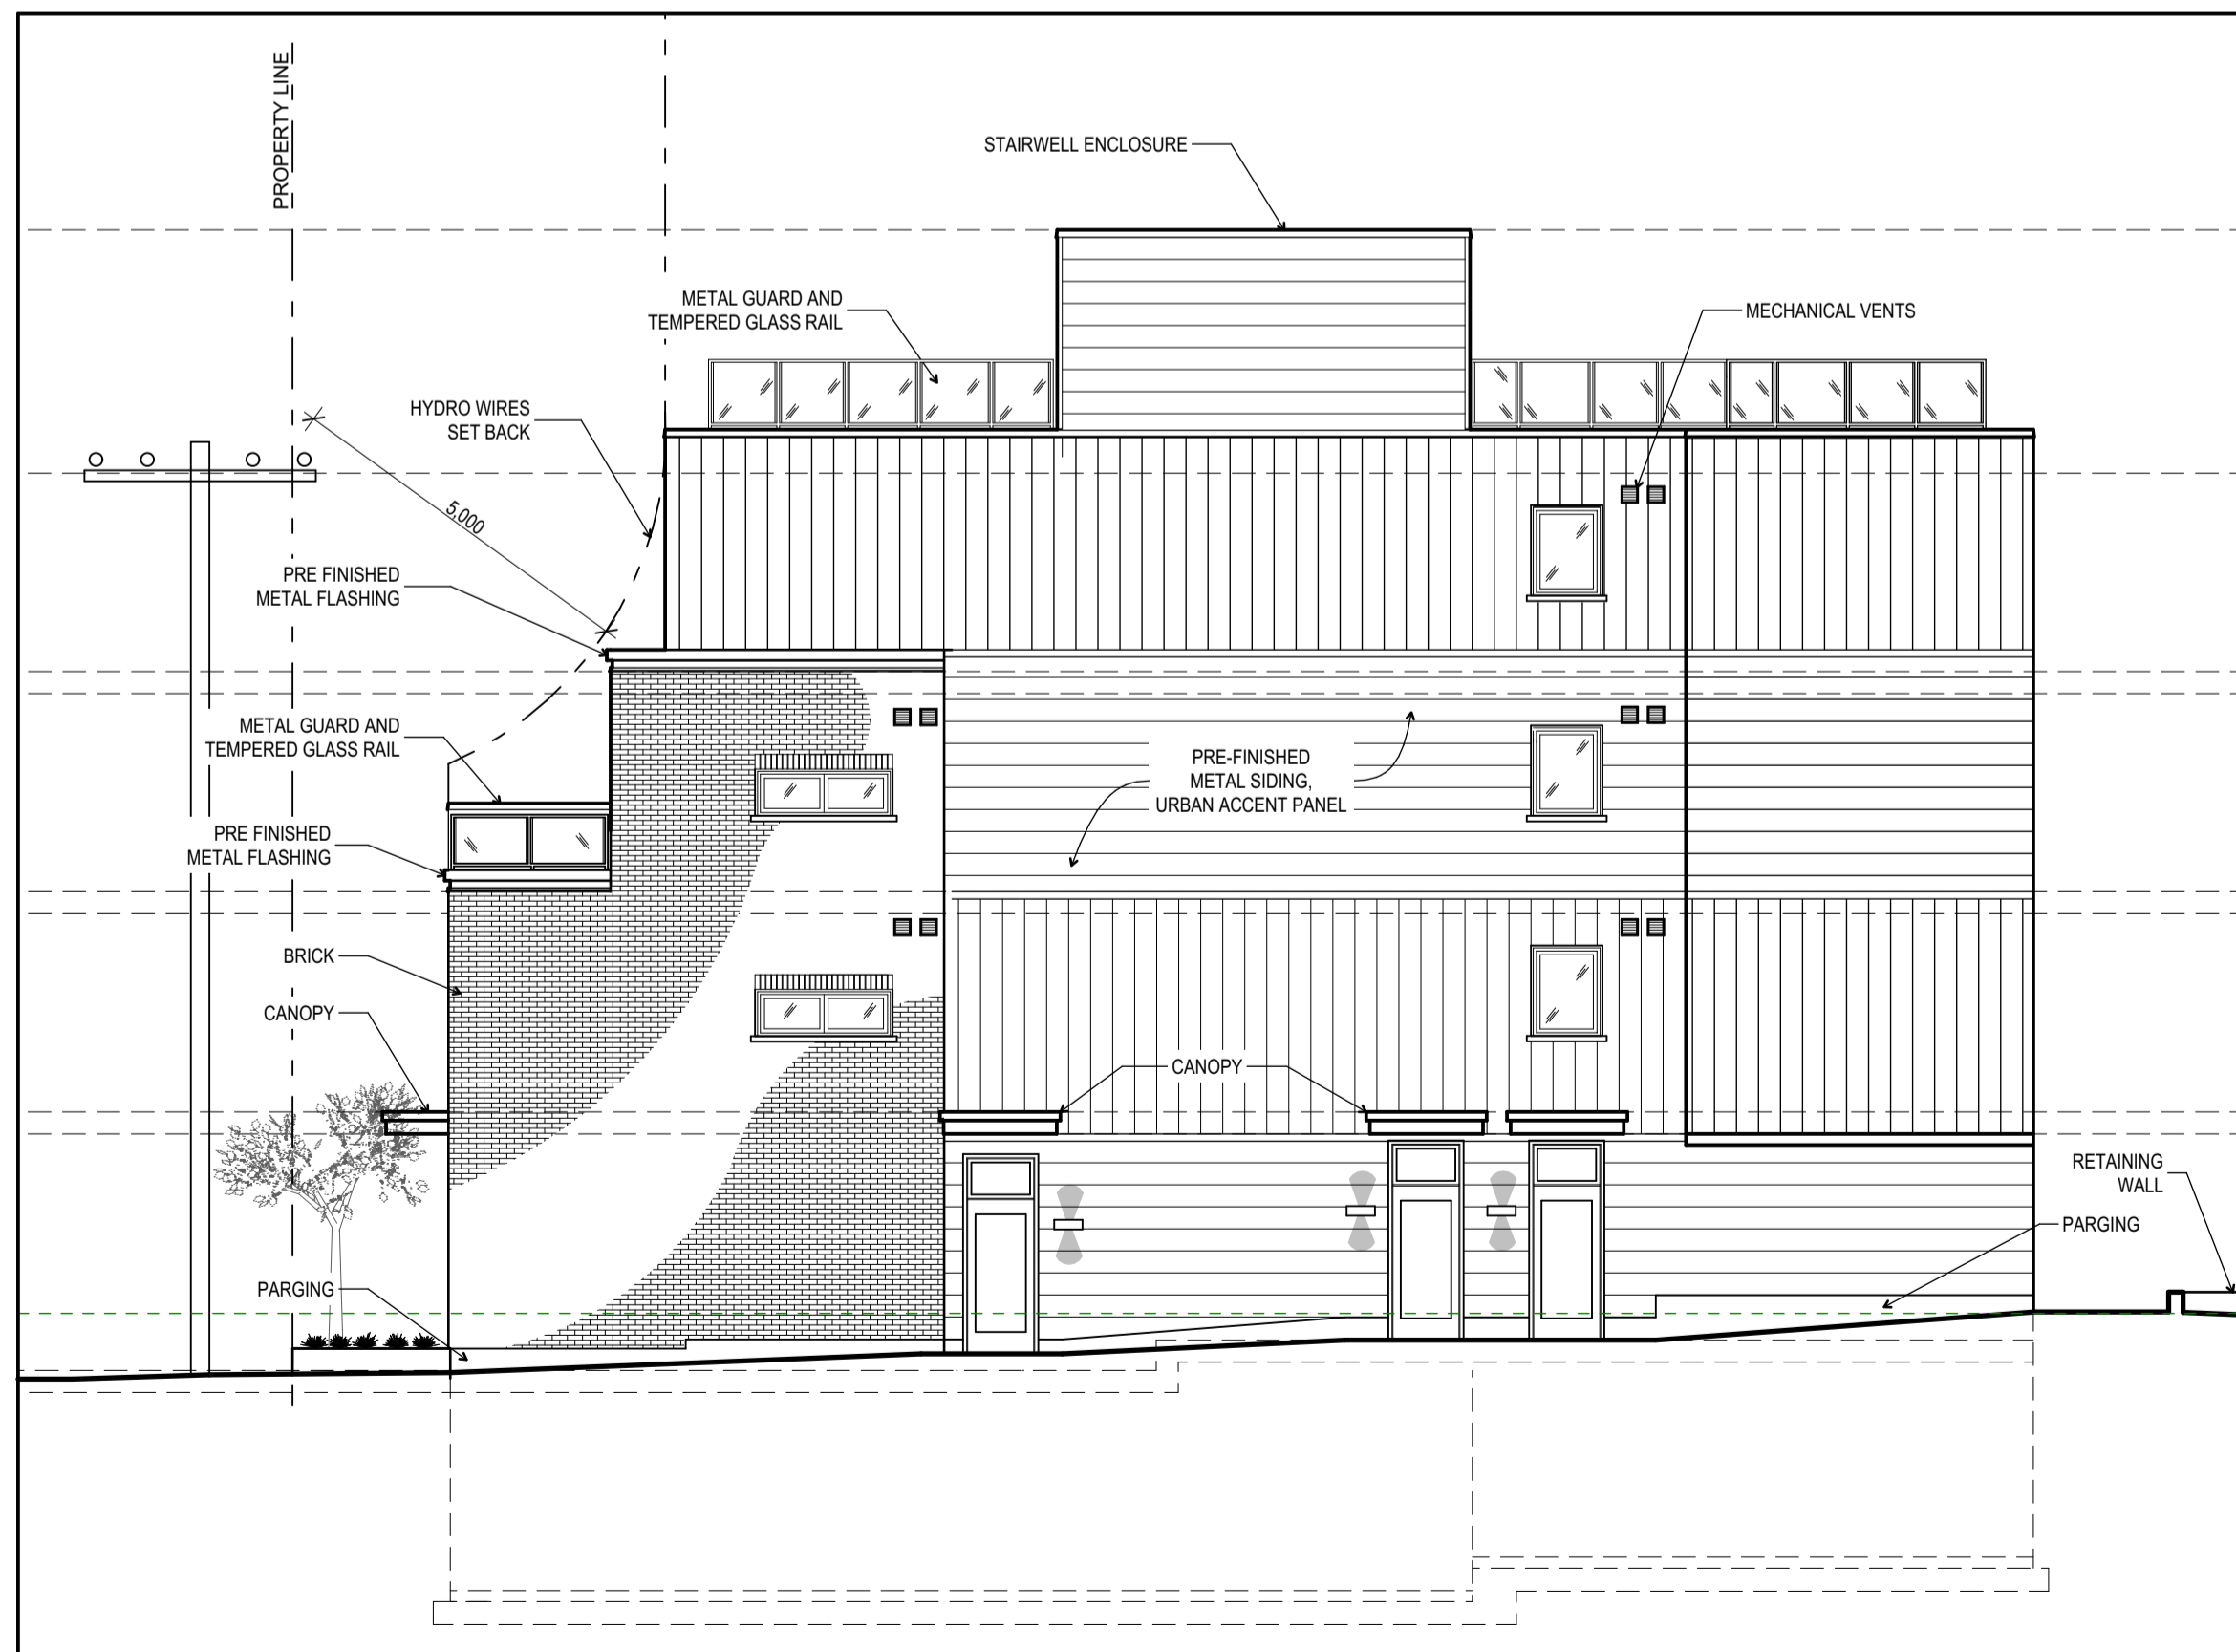 PROPERTY LINE
STAIRWELL ENCLOSURE
METAL GUARD AND
TEMPERED GLASS RAIL
MECHANICAL VENTS
HYDRO WIRES
SET BACK
5,000
PRE FINISHED
METAL FLASHING
METAL GUARD AND
TEMPERED GLASS RAIL
PRE-FINISHED
METAL SIDING,
URBAN ACCENT PANEL
PRE FINISHED
METAL FLASHING
BRICK
CANOPY
CANOPY
RETAINING
WALL
PARGING
PARGING